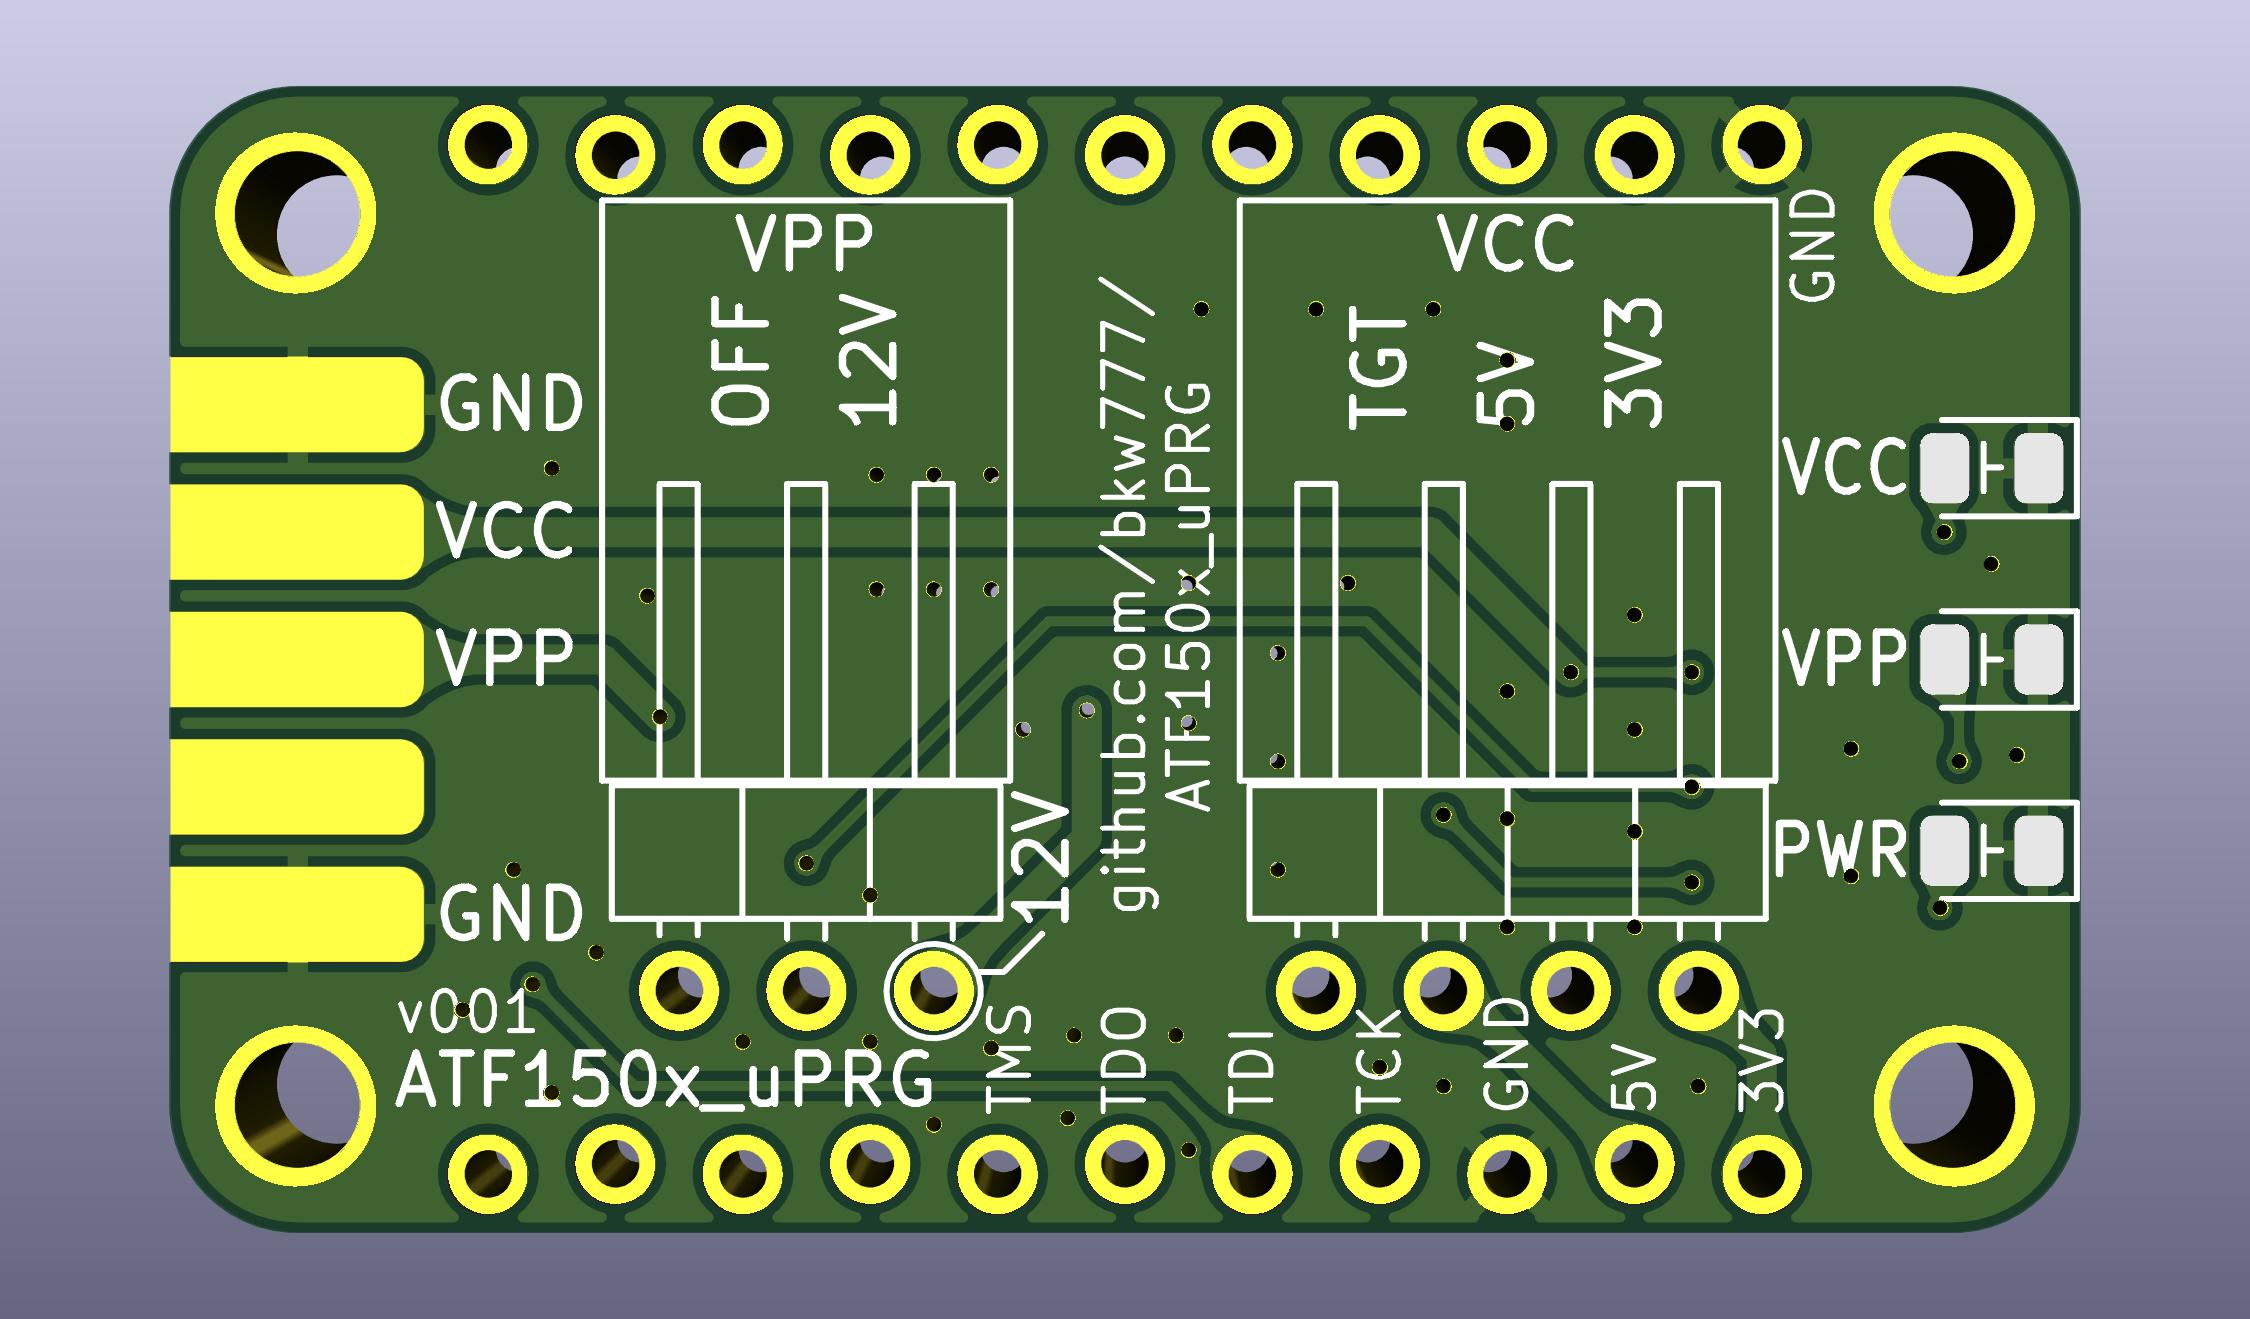 VPP
OFF
12V
VCC
TGT
5V
3V3
GND
GND
VCC
VPP
GND
github.com/bkw777/
ATF150x_uPRG
12V
VCC
VPP
PWR
v001
ATF150x_uPRG
TMS
TDO
TDI
TCK
GND
5V
3V3